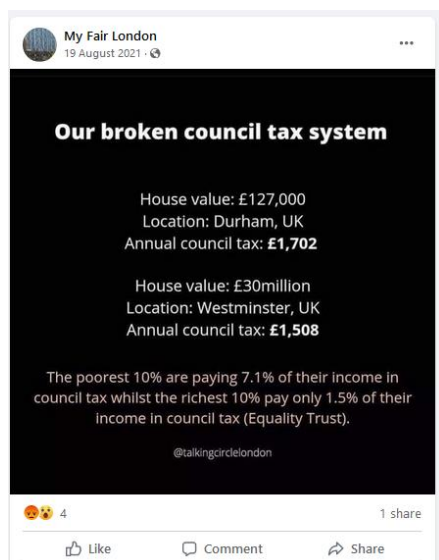 My Fair London
19 August 2021 ·
Our broken council tax system
House value: £127,000
Location: Durham, UK
Annual council tax: £1,702
House value: £30million
Location: Westminster, UK
Annual council tax: £1,508
The poorest 10% are paying 7.1% of their income in
council tax whilst the richest 10% pay only 1.5% of their
income in council tax (Equality Trust).
@talkingcirclelondon
4
1 share
Like
Comment
Share